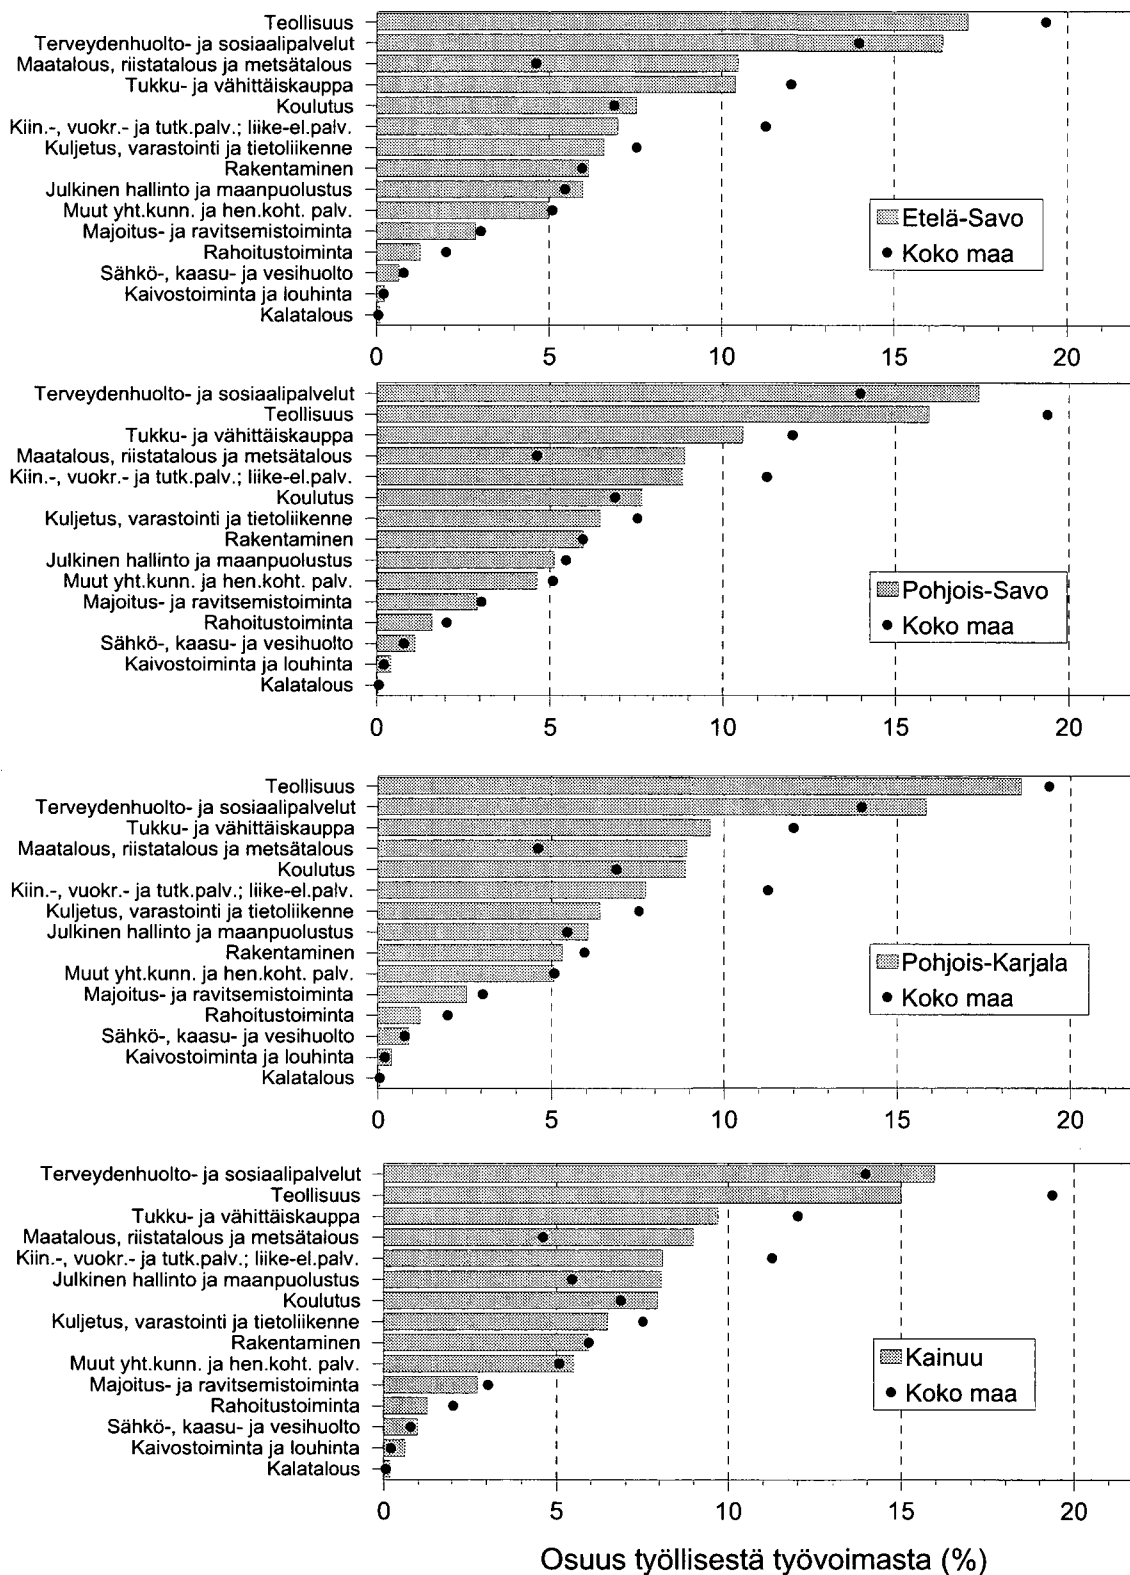 Teollisuus
Terveydenhuolto- ja sosiaalipalvelut
Maatalous, riistatalous ja metsätalous
Tukku- ja vähittäiskauppa
Koulutus
Kiin.-, vuokr.- ja tutk.palv.; liike-el.palv.
Kuljetus, varastointi ja tietoliikenne
Rakentaminen
Julkinen hallinto ja maanpuolustus
Muut yht.kunn. ja hen.koht. palv.
Majoitus- ja ravitsemistoiminta
Rahoitustoiminta
Sähkö-, kaasu- ja vesihuolto
Kaivostoiminta ja louhinta
Kalatalous
Etelä-Savo
Koko maa
0 5 10 15 20
Terveydenhuolto- ja sosiaalipalvelut
Teollisuus
Tukku- ja vähittäiskauppa
Maatalous, riistatalous ja metsätalous
Kiin.-, vuokr.- ja tutk.palv.; liike-el.palv.
Koulutus
Kuljetus, varastointi ja tietoliikenne
Rakentaminen
Julkinen hallinto ja maanpuolustus
Muut yht.kunn. ja hen.koht. palv.
Majoitus- ja ravitsemistoiminta
Rahoitustoiminta
Sähkö-, kaasu- ja vesihuolto
Kaivostoiminta ja louhinta
Kalatalous
Pohjois-Savo
Koko maa
0 5 10 15 20
Teollisuus
Terveydenhuolto- ja sosiaalipalvelut
Tukku- ja vähittäiskauppa
Maatalous, riistatalous ja metsätalous
Koulutus
Kiin.-, vuokr.- ja tutk.palv.; liike-el.palv.
Kuljetus, varastointi ja tietoliikenne
Julkinen hallinto ja maanpuolustus
Rakentaminen
Muut yht.kunn. ja hen.koht. palv.
Majoitus- ja ravitsemistoiminta
Rahoitustoiminta
Sähkö-, kaasu- ja vesihuolto
Kaivostoiminta ja louhinta
Kalatalous
Pohjois-Karjala
Koko maa
0 5 10 15 20
Terveydenhuolto- ja sosiaalipalvelut
Teollisuus
Tukku- ja vähittäiskauppa
Maatalous, riistatalous ja metsätalous
Kiin.-, vuokr.- ja tutk.palv.; liike-el.palv.
Julkinen hallinto ja maanpuolustus
Koulutus
Kuljetus, varastointi ja tietoliikenne
Rakentaminen
Muut yht.kunn. ja hen.koht. palv.
Majoitus- ja ravitsemistoiminta
Rahoitustoiminta
Sähkö-, kaasu- ja vesihuolto
Kaivostoiminta ja louhinta
Kalatalous
Kainuu
Koko maa
0 5 10 15 20
Osuus työllisestä työvoimasta (%)